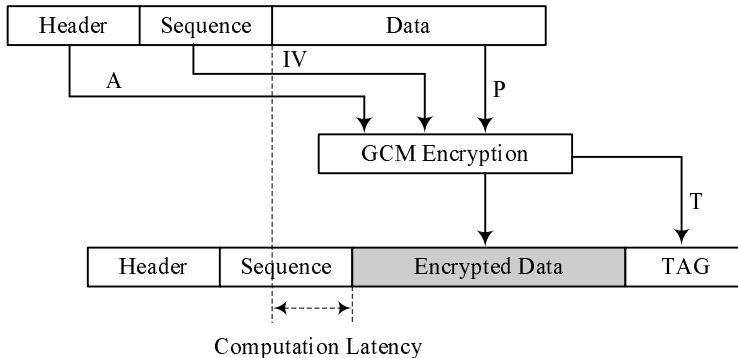 Header Sequence Data
IV
A
P
GCM Encryption
T
Header Sequence Encrypted Data TAG
Computation Latency